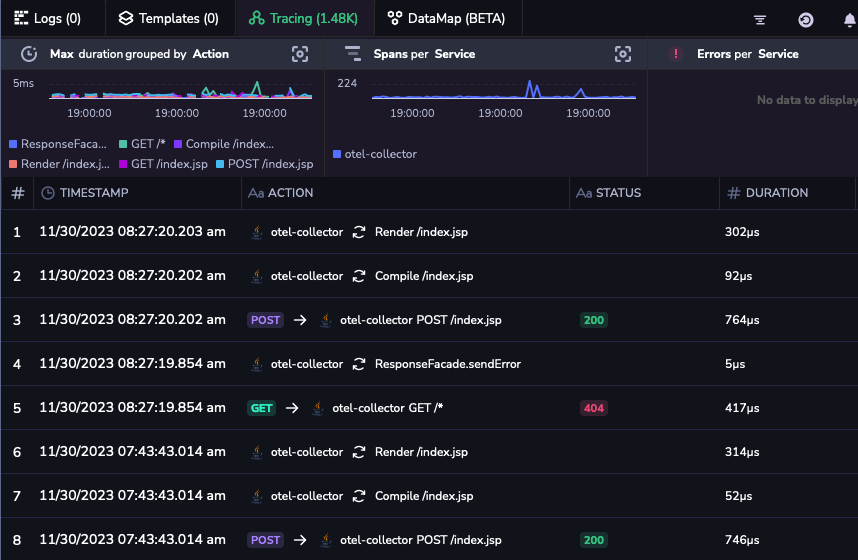 Logs (0) Templates (0) Tracing (1.48K) DataMap (BETA)
Max duration grouped by Action Spans per Service ! Errors per Service
5ms 224
No data to display
19:00:00 19:00:00 19:00:00 19:00:00 19:00:00 19:00:00
ResponseFaca... GET /* Compile /index...
Render /index.j... GET /index.jsp POST /index.jsp
otel-collector
# TIMESTAMP Aa ACTION Aa STATUS # DURATION
1 11/30/2023 08:27:20.203 am otel-collector Render /index.jsp 302µs
2 11/30/2023 08:27:20.202 am otel-collector Compile /index.jsp 92µs
3 11/30/2023 08:27:20.202 am POST → otel-collector POST /index.jsp 200 764µs
4 11/30/2023 08:27:19.854 am otel-collector ResponseFacade.sendError 5µs
5 11/30/2023 08:27:19.854 am GET → otel-collector GET /* 404 417µs
6 11/30/2023 07:43:43.014 am otel-collector Render /index.jsp 314µs
7 11/30/2023 07:43:43.014 am otel-collector Compile /index.jsp 52µs
8 11/30/2023 07:43:43.014 am POST → otel-collector POST /index.jsp 200 746µs